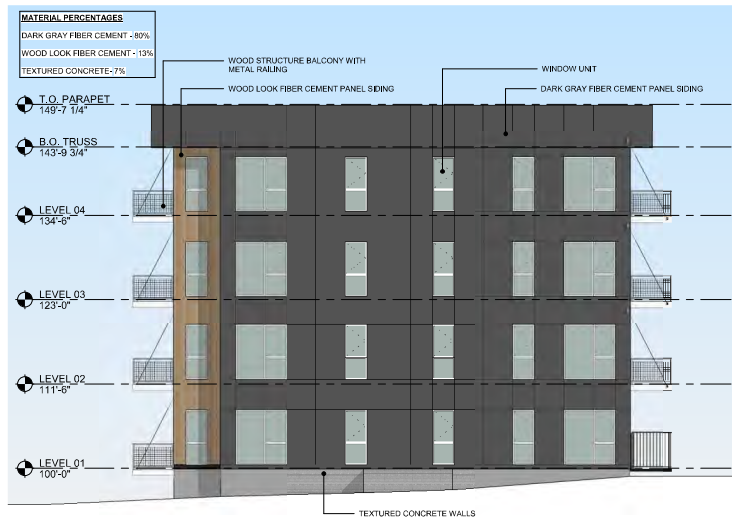 MATERIAL PERCENTAGES
DARK GRAY FIBER CEMENT - 80%
WOOD LOOK FIBER CEMENT - 13%
TEXTURED CONCRETE- 7%
WOOD STRUCTURE BALCONY WITH
METAL RAILING
WINDOW UNIT
WOOD LOOK FIBER CEMENT PANEL SIDING
DARK GRAY FIBER CEMENT PANEL SIDING
T.O. PARAPET
149'-7 1/4"
B.O. TRUSS
143'-9 3/4"
LEVEL 04
134'-6"
LEVEL 03
123'-0"
LEVEL 02
111'-6"
LEVEL 01
100'-0"
TEXTURED CONCRETE WALLS